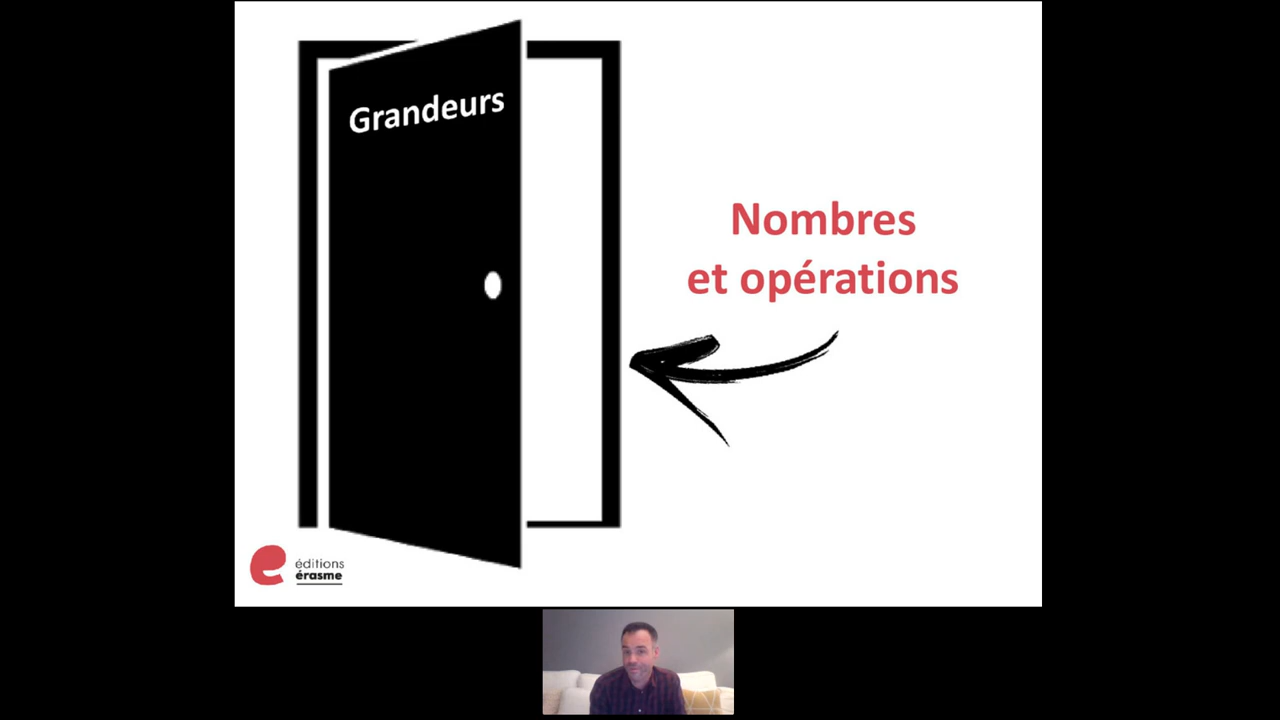 Grandeurs
Nombres
et opérations
éditions
érasme